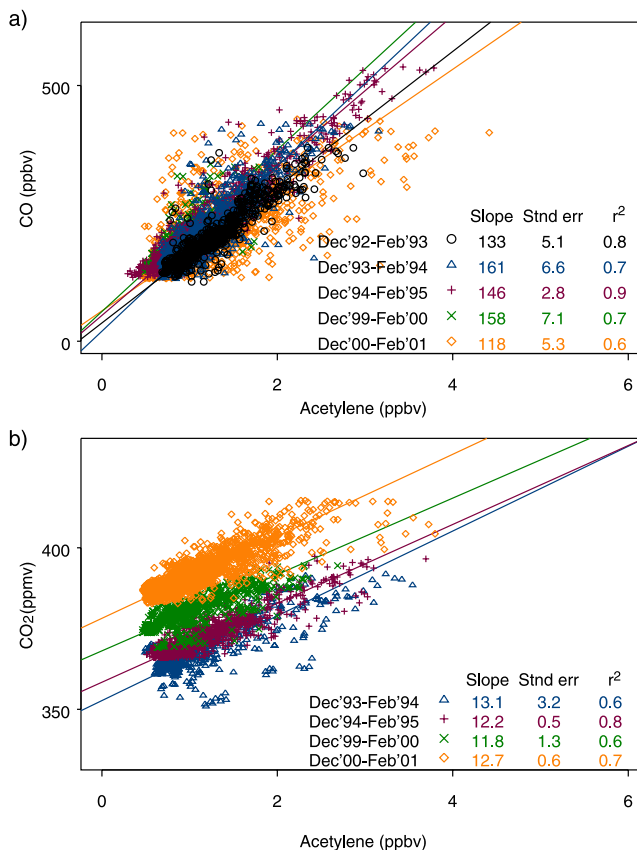 a)
500
CO (ppbv)
0
Slope Stnd err r2
Dec'92-Feb'93 133 5.1 0.8
Dec'93-Feb'94 161 6.6 0.7
Dec'94-Feb'95 146 2.8 0.9
Dec'99-Feb'00 158 7.1 0.7
Dec'00-Feb'01 118 5.3 0.6
0 2 4 6
Acetylene (ppbv)
b)
400
CO2(ppmv)
350
Slope Stnd err r2
Dec'93-Feb'94 13.1 3.2 0.6
Dec'94-Feb'95 12.2 0.5 0.8
Dec'99-Feb'00 11.8 1.3 0.6
Dec'00-Feb'01 12.7 0.6 0.7
0 2 4 6
Acetylene (ppbv)